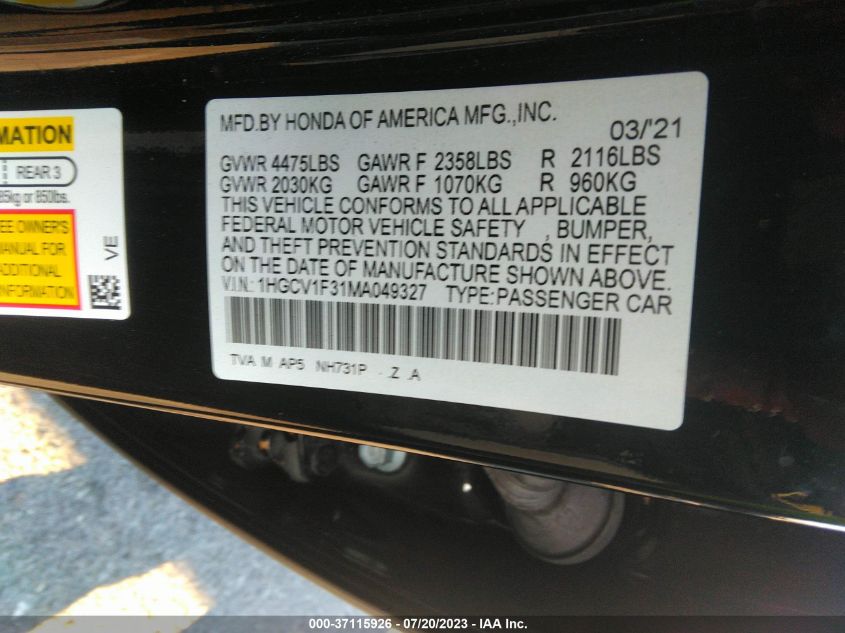 MATION
REAR 3
85kg or 850lbs.
EE OWNER'S
MANUAL FOR
ADDITIONAL
NFORMATION
VE
MFD.BY HONDA OF AMERICA MFG.,INC.
03/'21
GVWR 4475LBS GAWR F 2358LBS R 2116LBS
GVWR 2030KG GAWR F 1070KG R 960KG
THIS VEHICLE CONFORMS TO ALL APPLICABLE
FEDERAL MOTOR VEHICLE SAFETY , BUMPER,
AND THEFT PREVENTION STANDARDS IN EFFECT
ON THE DATE OF MANUFACTURE SHOWN ABOVE.
V.I.N.: 1HGCV1F31MA049327 TYPE:PASSENGER CAR
TVA M AP5 NH731P - .Z .A
000-37115926 - 07/20/2023 - IAA Inc.